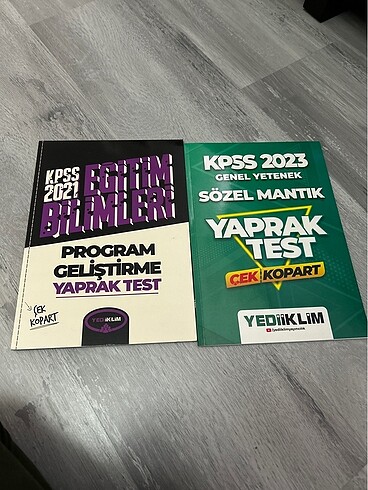 KPSS
2021
EĞİTİM
BİLİMLERİ
PROGRAM
GELİŞTİRME
YAPRAK TEST
ÇEK
KOPART
YEDİİKLİM
KPSS 2023
GENEL YETENEK
SÖZEL MANTIK
YAPRAK
TEST
ÇEK KOPART
YEDİİKLİM